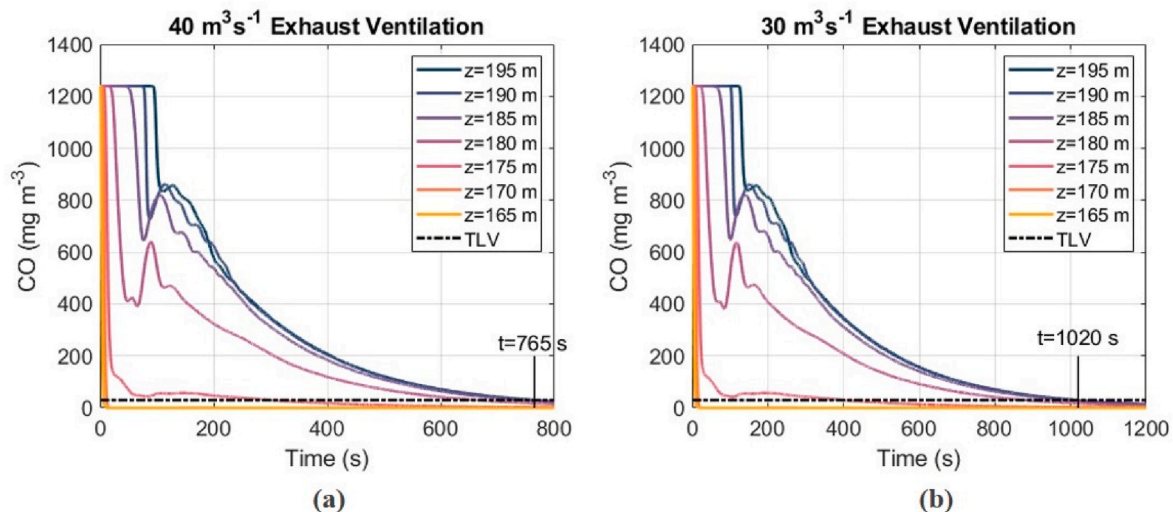 40 m³s⁻¹ Exhaust Ventilation
1400
1200
1000
800
600
400
200
0
CO (mg m⁻³)
z=195 m
z=190 m
z=185 m
z=180 m
z=175 m
z=170 m
z=165 m
TLV
t=765 s
0 200 400 600 800
Time (s)
(a)
30 m³s⁻¹ Exhaust Ventilation
1400
1200
1000
800
600
400
200
0
CO (mg m⁻³)
z=195 m
z=190 m
z=185 m
z=180 m
z=175 m
z=170 m
z=165 m
TLV
t=1020 s
0 200 400 600 800 1000 1200
Time (s)
(b)